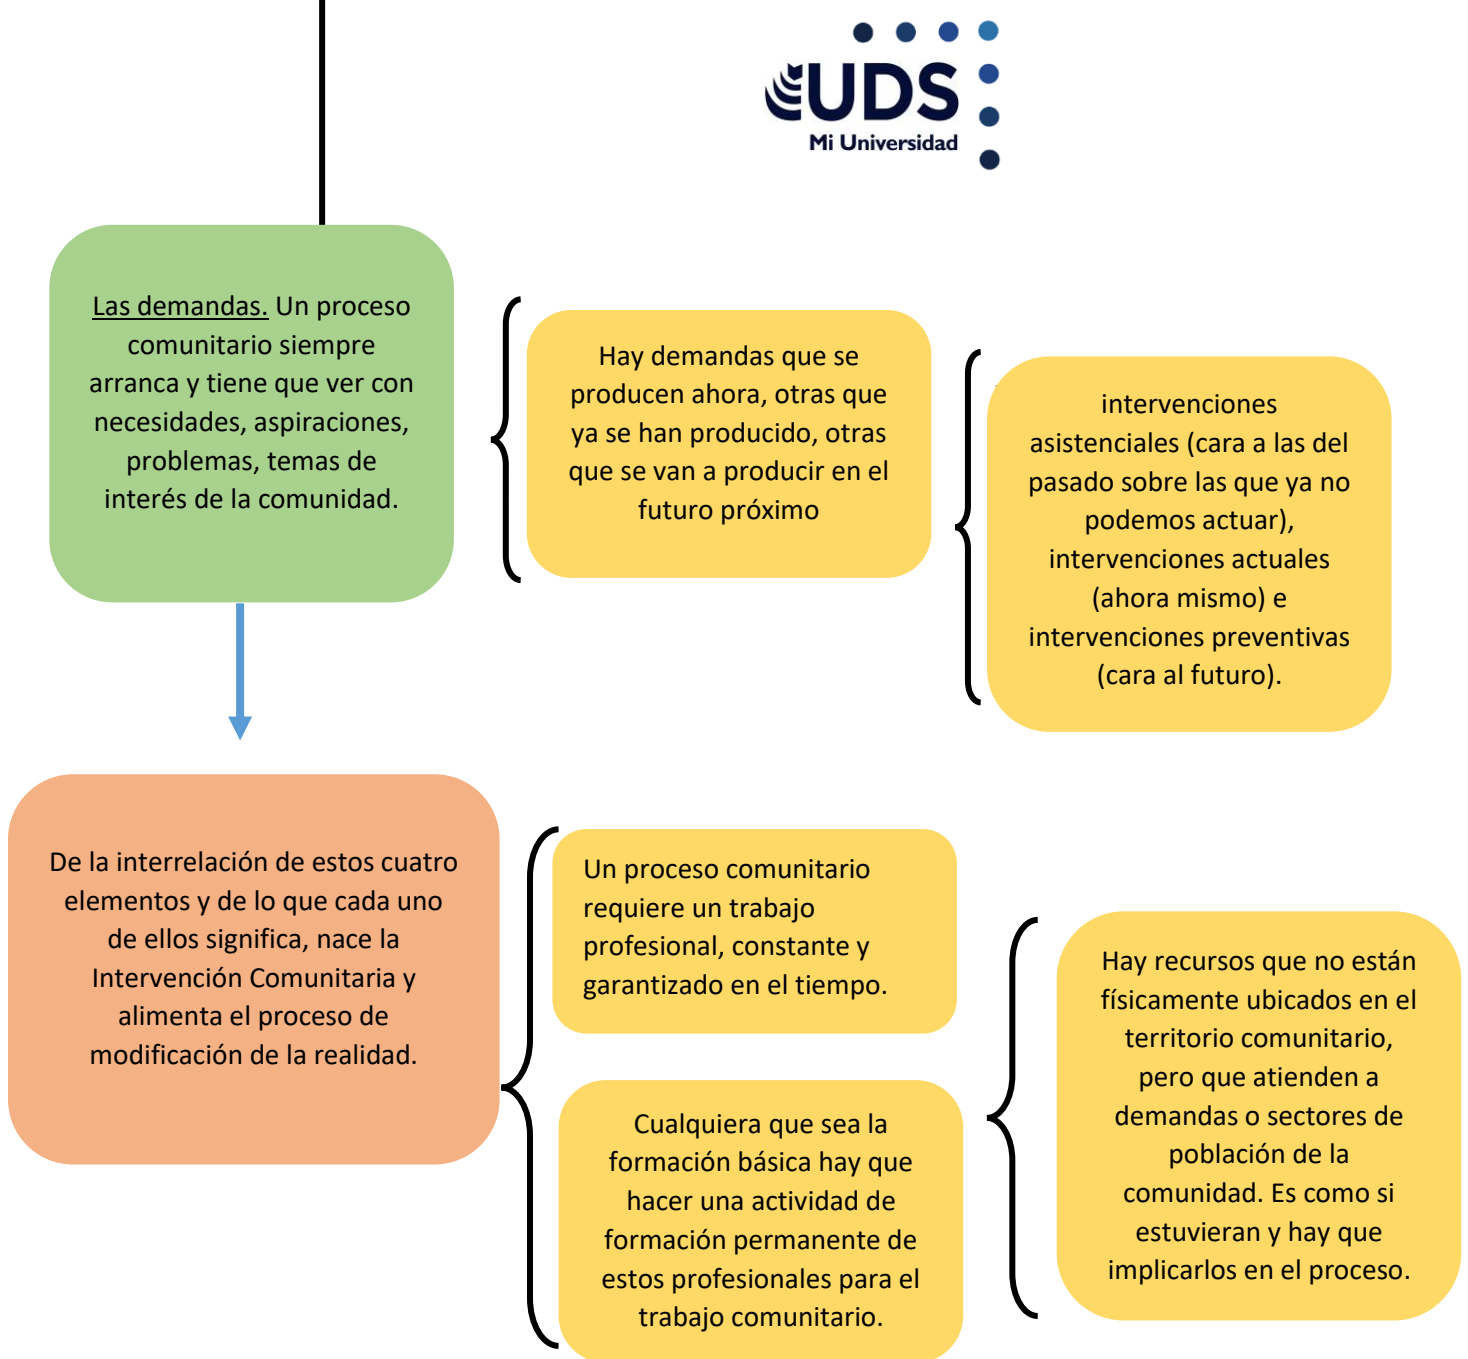 UDS
Mi Universidad
Las demandas. Un proceso
comunitario siempre
arranca y tiene que ver con
necesidades, aspiraciones,
problemas, temas de
interés de la comunidad.
Hay demandas que se
producen ahora, otras que
ya se han producido, otras
que se van a producir en el
futuro próximo
intervenciones
asistenciales (cara a las del
pasado sobre las que ya no
podemos actuar),
intervenciones actuales
(ahora mismo) e
intervenciones preventivas
(cara al futuro).
De la interrelación de estos cuatro
elementos y de lo que cada uno
de ellos significa, nace la
Intervención Comunitaria y
alimenta el proceso de
modificación de la realidad.
Un proceso comunitario
requiere un trabajo
profesional, constante y
garantizado en el tiempo.
Cualquiera que sea la
formación básica hay que
hacer una actividad de
formación permanente de
estos profesionales para el
trabajo comunitario.
Hay recursos que no están
físicamente ubicados en el
territorio comunitario,
pero que atienden a
demandas o sectores de
población de la
comunidad. Es como si
estuvieran y hay que
implicarlos en el proceso.